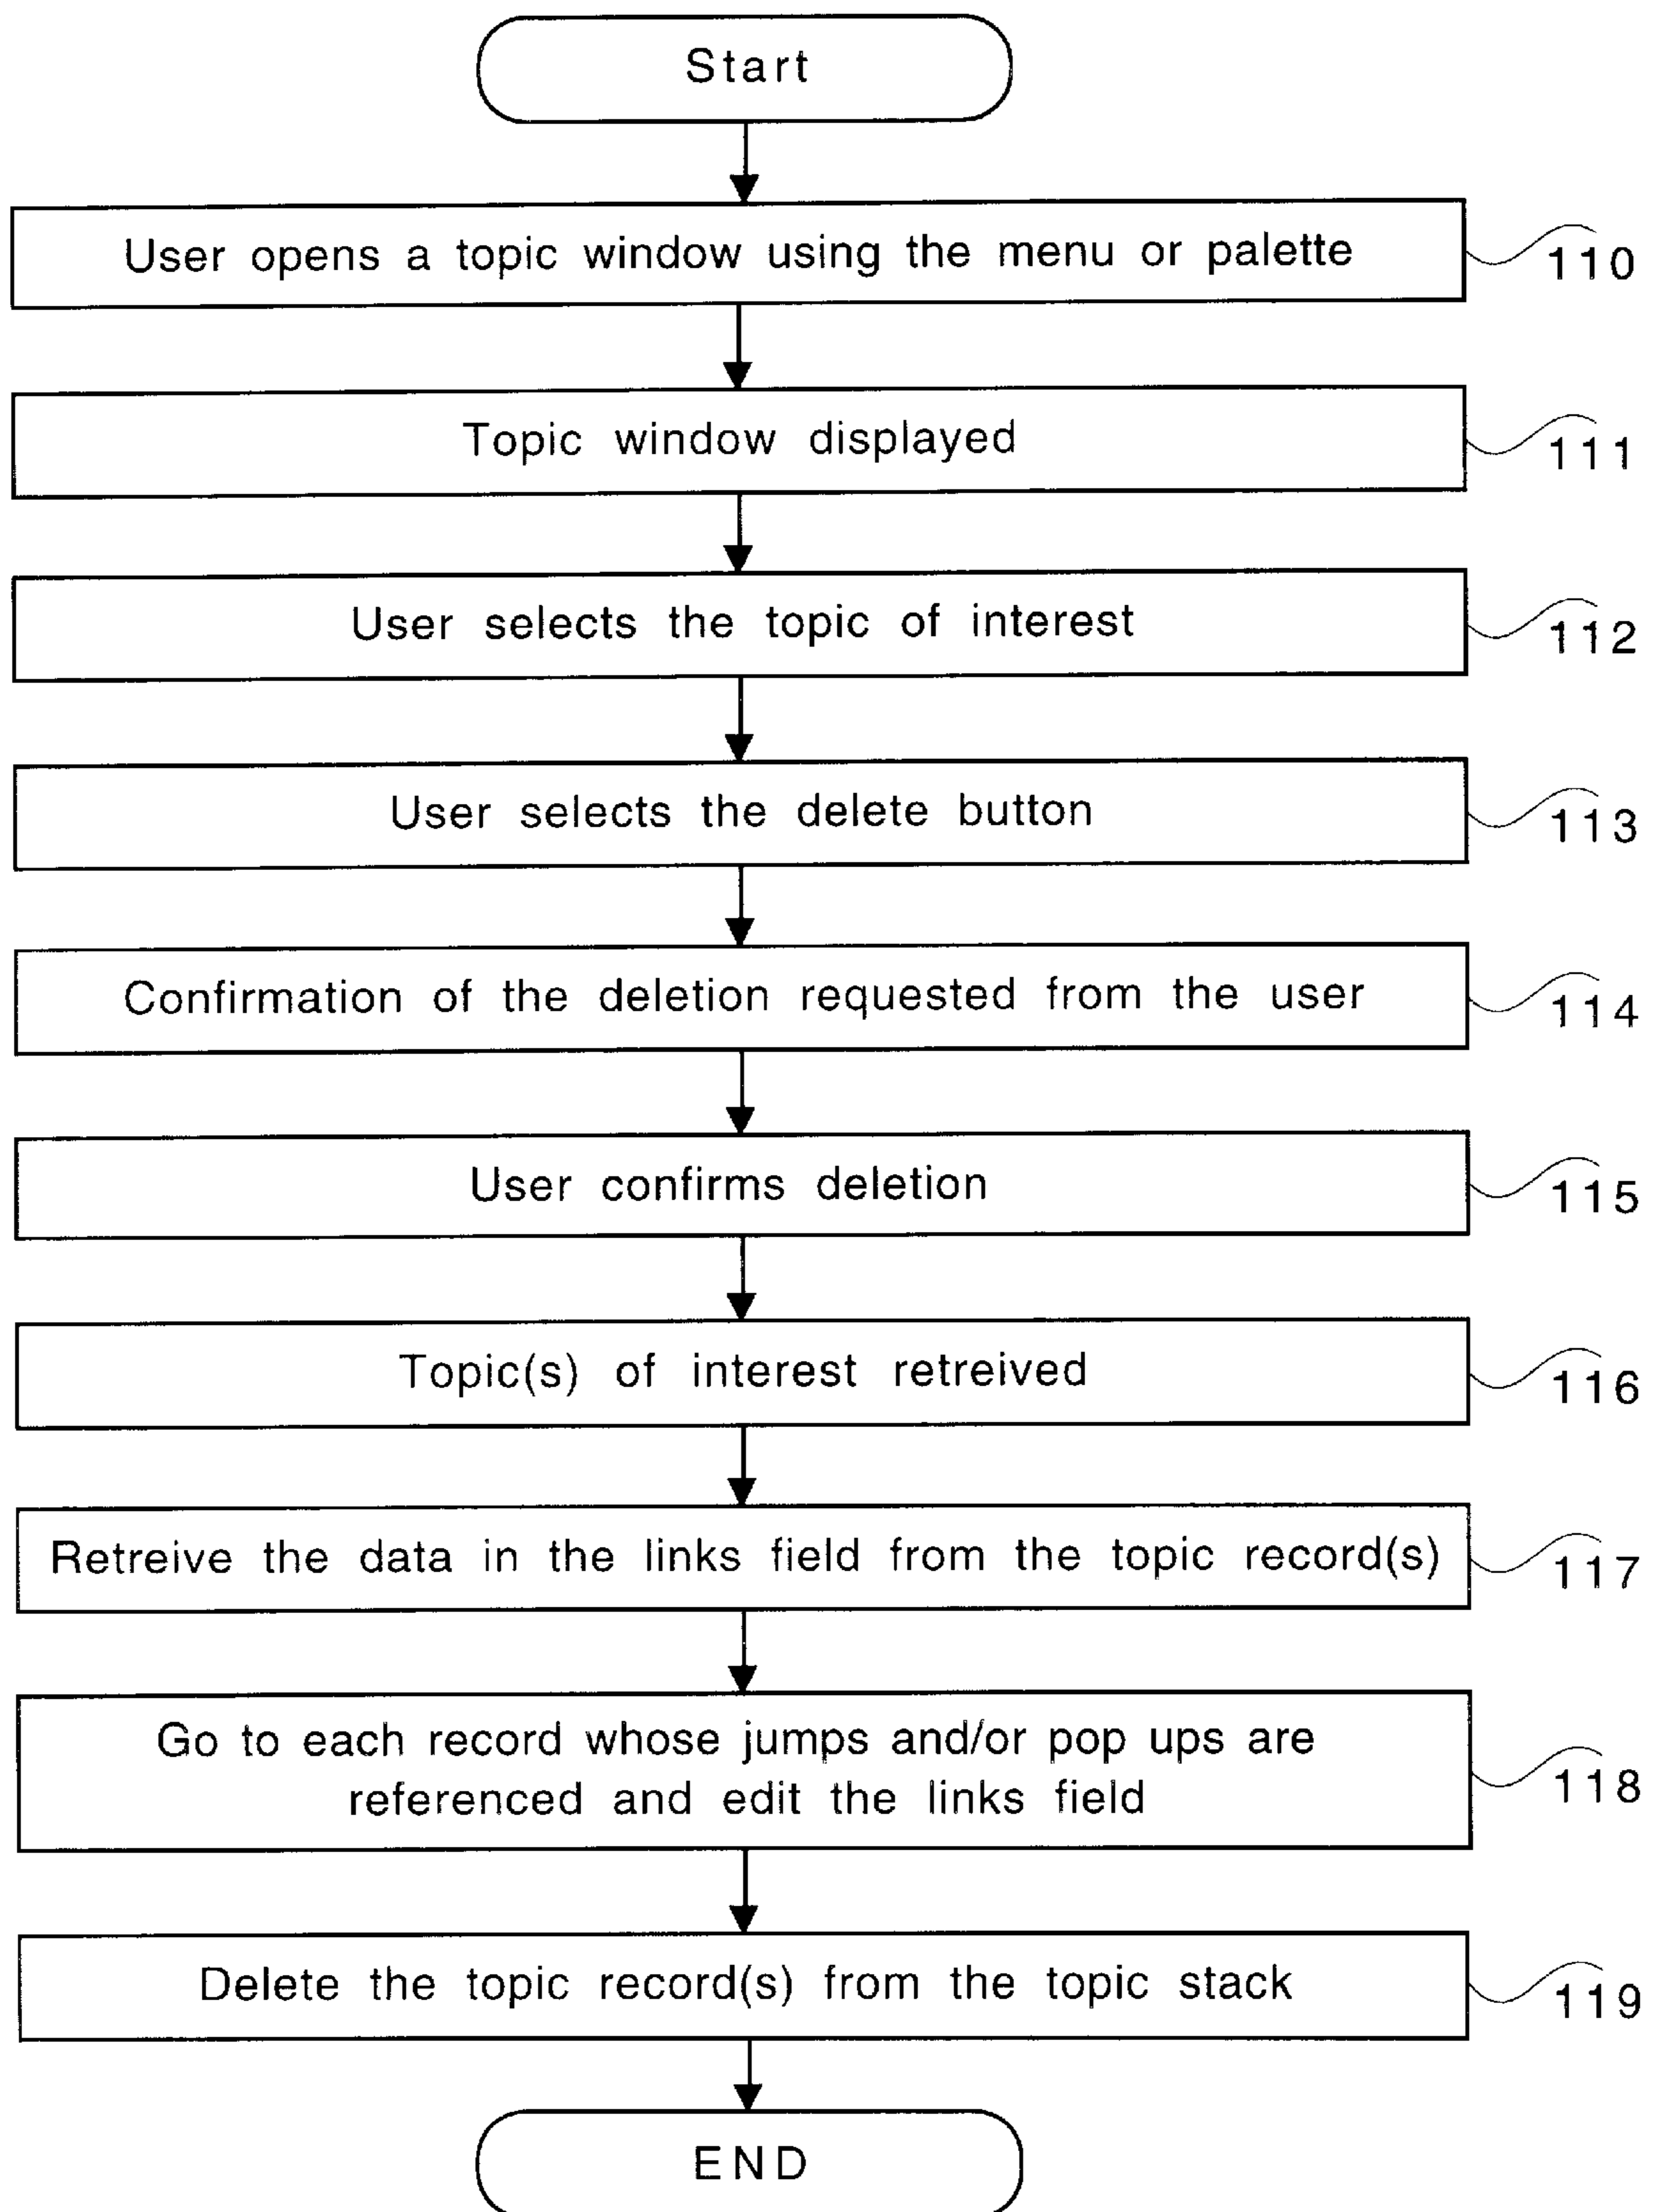 Start
User opens a topic window using the menu or palette
110
Topic window displayed
111
User selects the topic of interest
112
User selects the delete button
113
Confirmation of the deletion requested from the user
114
User confirms deletion
115
Topic(s) of interest retreived
116
Retreive the data in the links field from the topic record(s)
117
Go to each record whose jumps and/or pop ups are
referenced and edit the links field
118
Delete the topic record(s) from the topic stack
119
END